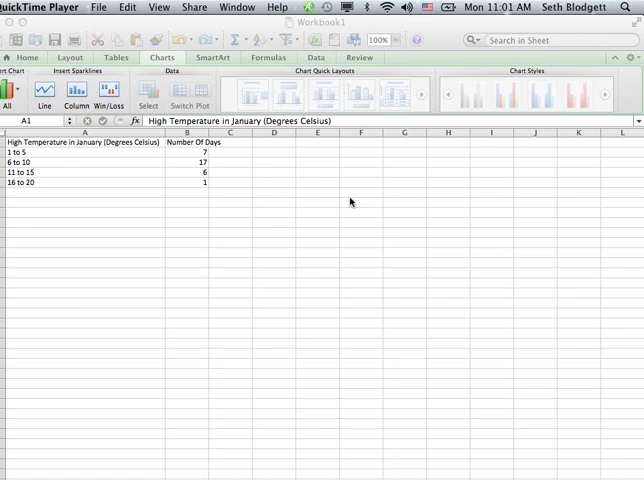 QuickTime Player File Edit View Share Window Help Mon 11:01 AM Seth Blodgett
Workbook1
100% Search in Sheet
Home Layout Tables Charts SmartArt Formulas Data Review
Insert Sparklines Data Chart Quick Layouts Chart Styles
All Line Column Win/Loss Select Switch Plot
A1 fx High Temperature in January (Degrees Celsius)
A B C D E F G H I J K L
High Temperature in January (Degrees Celsius) Number Of Days
1 to 5 7
6 to 10 17
11 to 15 6
16 to 20 1